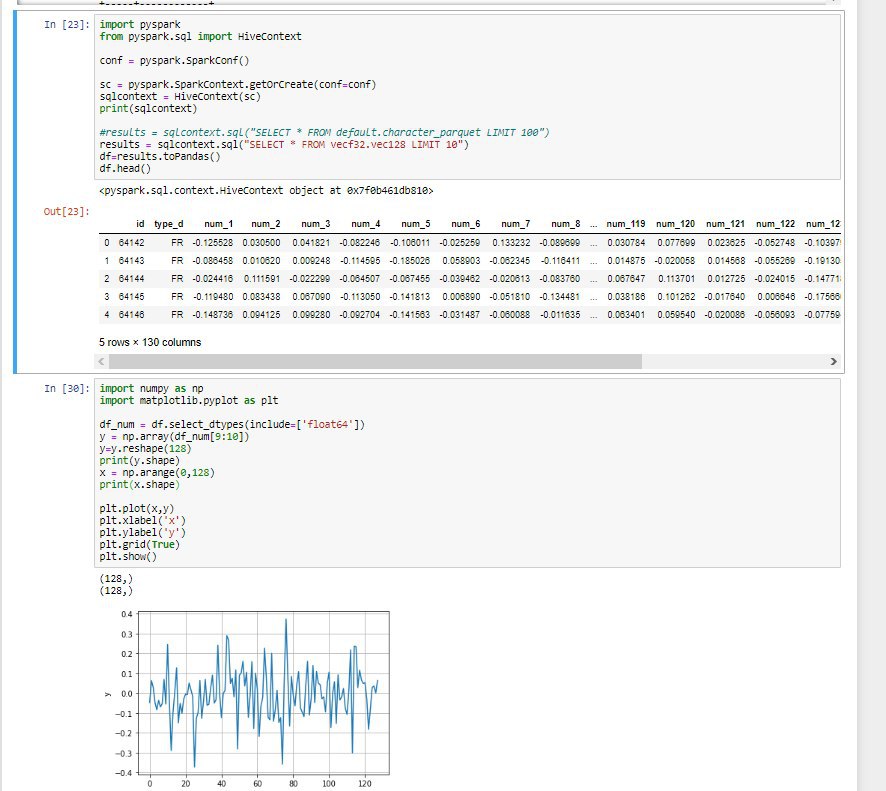 In [23]:
import pyspark
from pyspark.sql import HiveContext
conf = pyspark.SparkConf()
sc = pyspark.SparkContext.getOrCreate(conf=conf)
sqlcontext = HiveContext(sc)
print(sqlcontext)
#results = sqlcontext.sql("SELECT * FROM default.character_parquet LIMIT 100")
results = sqlcontext.sql("SELECT * FROM vecf32.vec128 LIMIT 10")
df=results.toPandas()
df.head()
<pyspark.sql.context.HiveContext object at 0x7f0b461db810>
Out[23]:
id type_d num_1 num_2 num_3 num_4 num_5 num_6 num_7 num_8 ... num_119 num_120 num_121 num_122 num_12
0 64142 FR -0.125528 0.030500 0.041821 -0.082246 -0.106011 -0.025259 0.133232 -0.089699 ... 0.030784 0.077699 0.023625 -0.052748 -0.10397
1 64143 FR -0.086458 0.010620 0.009248 -0.114595 -0.185026 0.058903 -0.062345 -0.116411 ... 0.014875 -0.020058 0.014568 -0.055269 -0.19130
2 64144 FR -0.024416 0.111591 -0.022299 -0.064507 -0.067455 -0.039462 -0.020613 -0.083760 ... 0.067647 0.113701 0.012725 -0.024015 -0.14771
3 64145 FR -0.119480 0.083438 0.067090 -0.113050 -0.141813 0.006890 -0.051810 -0.134481 ... 0.038186 0.101262 -0.017640 0.006646 -0.17566
4 64146 FR -0.148736 0.094125 0.099280 -0.092704 -0.141563 -0.031487 -0.060088 -0.011635 ... 0.063401 0.059540 -0.020086 -0.056093 -0.07759
5 rows × 130 columns
In [30]:
import numpy as np
import matplotlib.pyplot as plt
df_num = df.select_dtypes(include=['float64'])
y = np.array(df_num[9:10])
y=y.reshape(128)
print(y.shape)
x = np.arange(0,128)
print(x.shape)
plt.plot(x,y)
plt.xlabel('x')
plt.ylabel('y')
plt.grid(True)
plt.show()
(128,)
(128,)
0.4
0.3
0.2
0.1
0.0
-0.1
-0.2
-0.3
-0.4
y
0 20 40 60 80 100 120